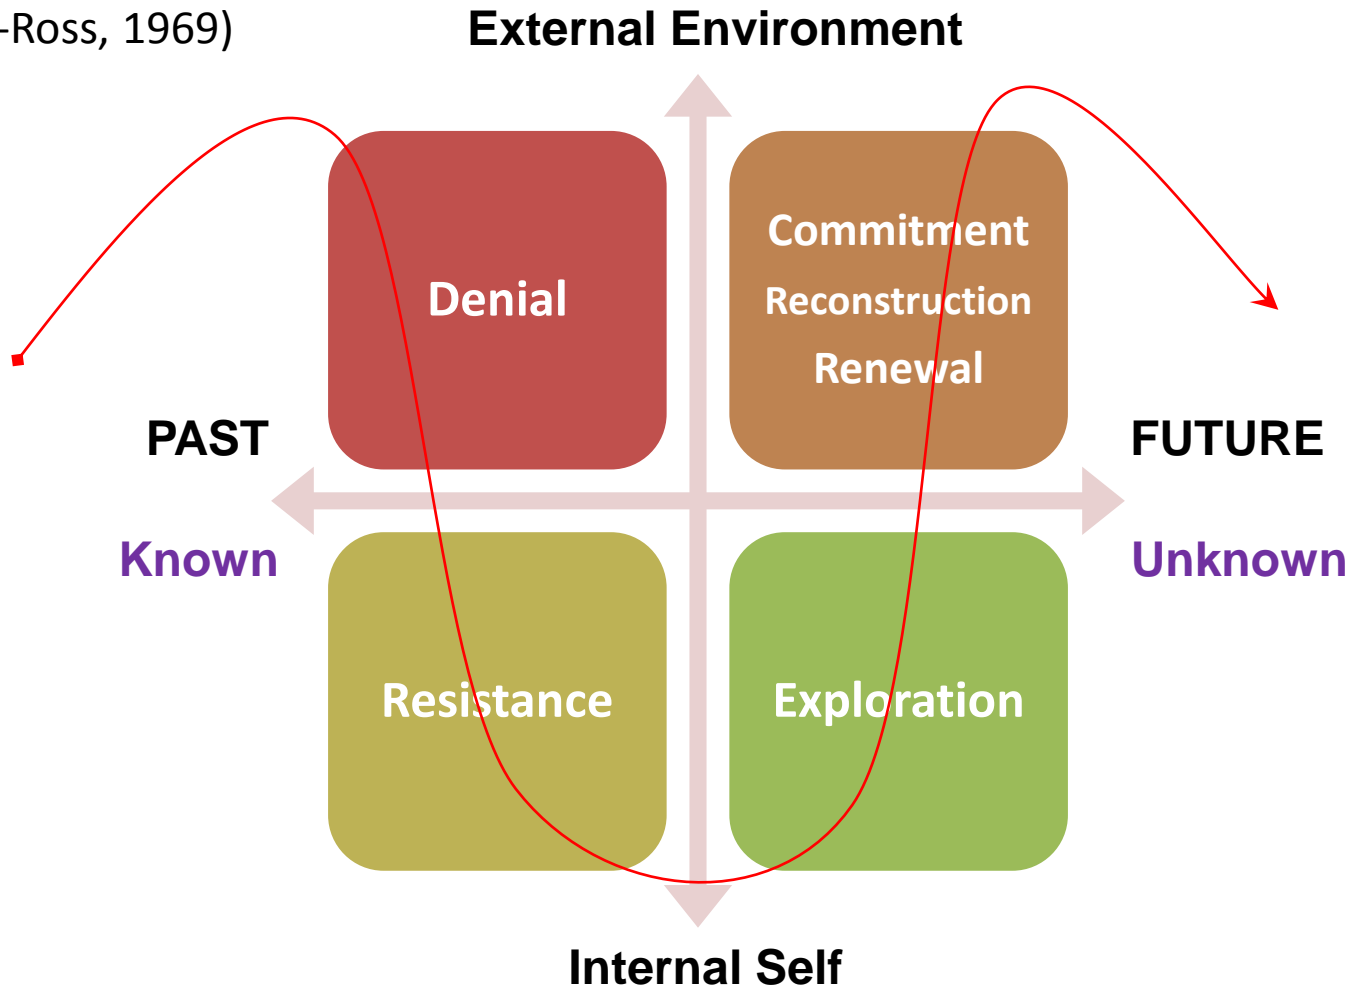 -Ross, 1969)
External Environment
Denial
Commitment
Reconstruction
Renewal
PAST
FUTURE
Known
Unknown
Resistance
Exploration
Internal Self